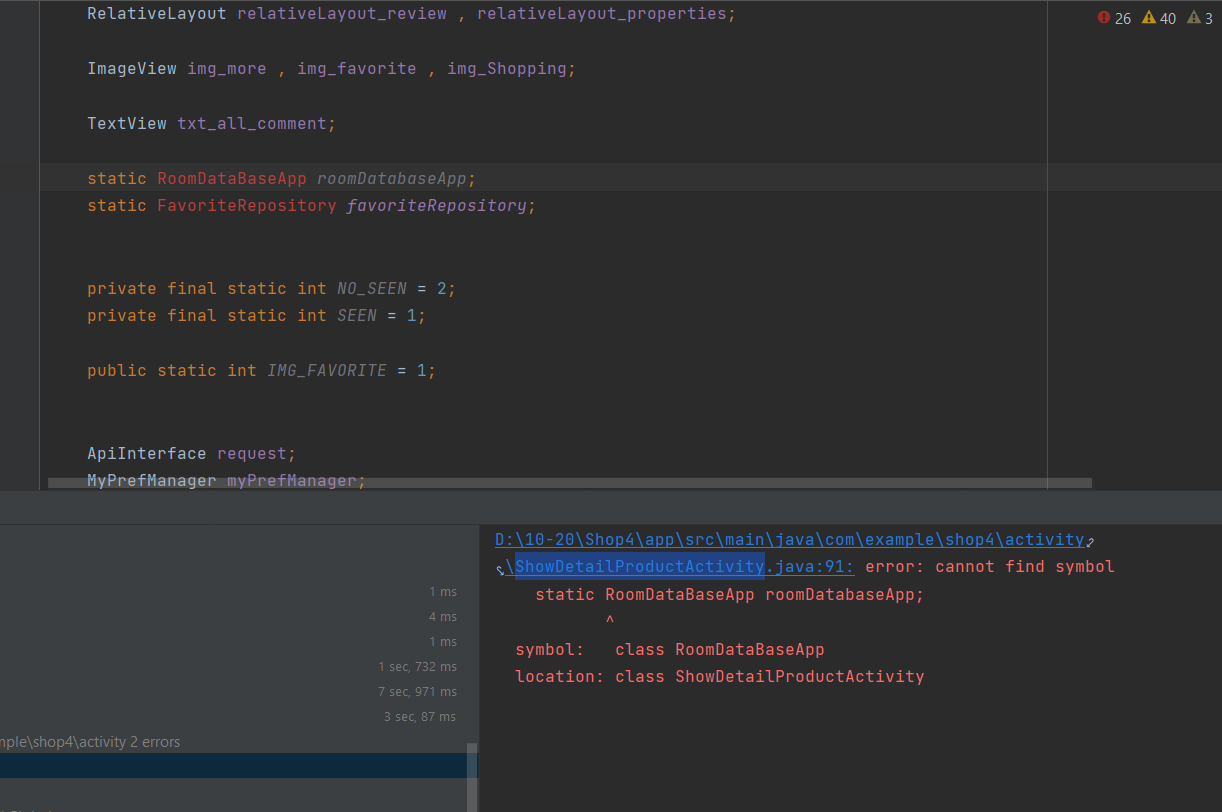 RelativeLayout relativeLayout_review , relativeLayout_properties;
26 40 3
ImageView img_more , img_favorite , img_Shopping;
TextView txt_all_comment;
static RoomDataBaseApp roomDatabaseApp;
static FavoriteRepository favoriteRepository;
private final static int NO_SEEN = 2;
private final static int SEEN = 1;
public static int IMG_FAVORITE = 1;
ApiInterface request;
MyPrefManager myPrefManager;
1 ms
4 ms
1 ms
1 sec, 732 ms
7 sec, 971 ms
3 sec, 87 ms
mple\shop4\activity 2 errors
D:\10-20\Shop4\app\src\main\java\com\example\shop4\activity
\ShowDetailProductActivity.java:91: error: cannot find symbol
static RoomDataBaseApp roomDatabaseApp;
^
symbol: class RoomDataBaseApp
location: class ShowDetailProductActivity